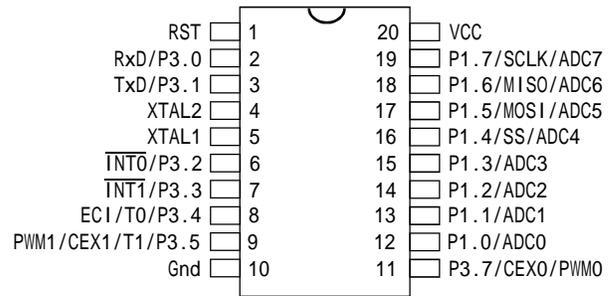 RST 1 20 VCC
RxD/P3.0 2 19 P1.7/SCLK/ADC7
TxD/P3.1 3 18 P1.6/MISO/ADC6
XTAL2 4 17 P1.5/MOSI/ADC5
XTAL1 5 16 P1.4/SS/ADC4
INT0/P3.2 6 15 P1.3/ADC3
INT1/P3.3 7 14 P1.2/ADC2
ECI/T0/P3.4 8 13 P1.1/ADC1
PWM1/CEX1/T1/P3.5 9 12 P1.0/ADC0
Gnd 10 11 P3.7/CEX0/PWM0